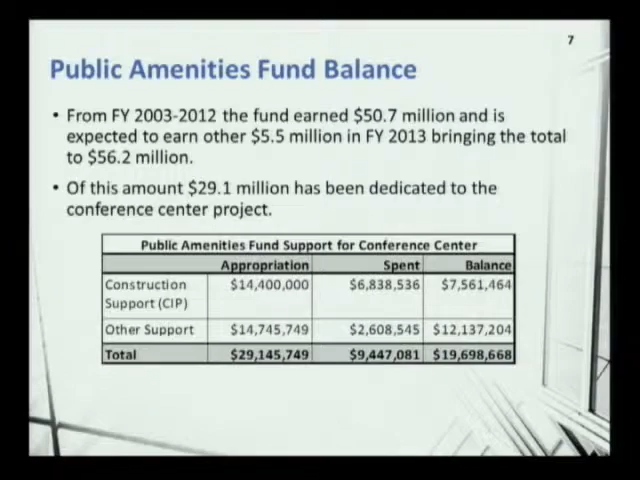 7
Public Amenities Fund Balance
• From FY 2003-2012 the fund earned $50.7 million and is
expected to earn other $5.5 million in FY 2013 bringing the total
to $56.2 million.
• Of this amount $29.1 million has been dedicated to the
conference center project.
Public Amenities Fund Support for Conference Center
Appropriation Spent Balance
Construction $14,400,000 $6,838,536 $7,561,464
Support (CIP)
Other Support $14,745,749 $2,608,545 $12,137,204
Total $29,145,749 $9,447,081 $19,698,668